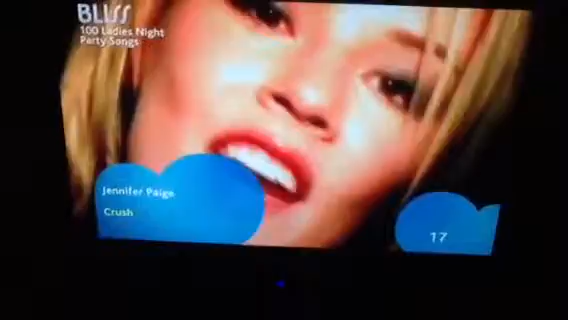 BLISS
100 Ladies Night
Party Songs
Jennifer Paige
Crush
17